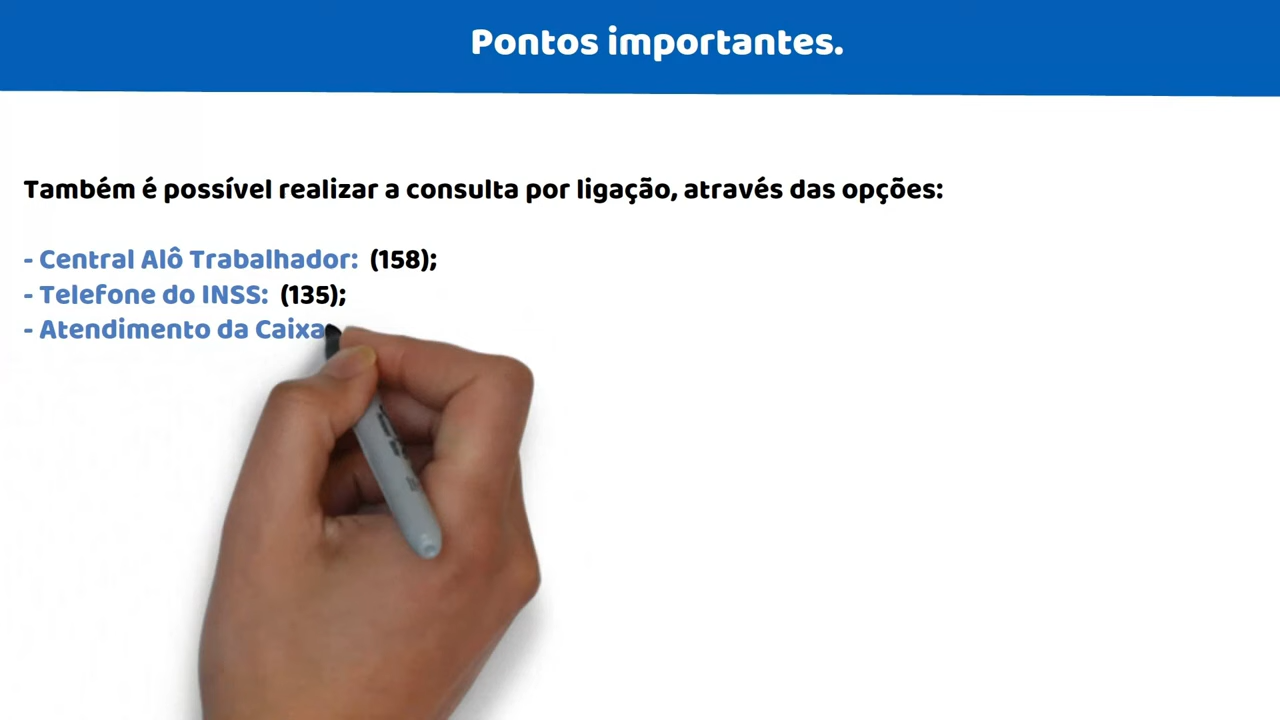 Pontos importantes.
Também é possível realizar a consulta por ligação, através das opções:
- Central Alô Trabalhador: (158);
- Telefone do INSS: (135);
- Atendimento da Caixa